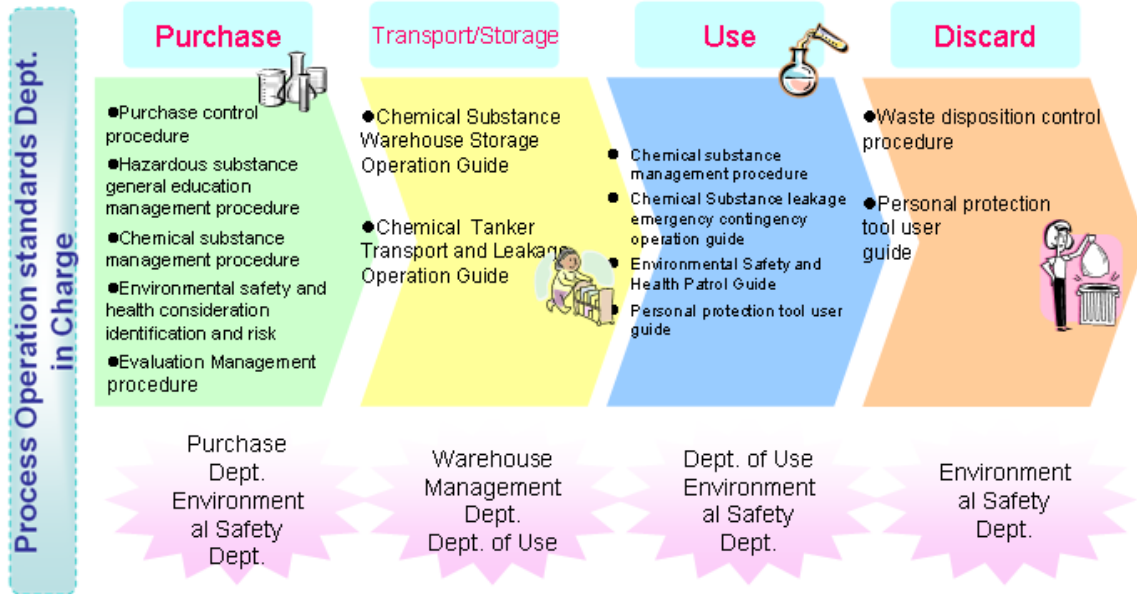 Process Operation standards Dept.
in Charge
Purchase
●Purchase control
procedure
●Hazardous substance
general education
management procedure
●Chemical substance
management procedure
●Environmental safety and
health consideration
identification and risk
●Evaluation Management
procedure
Purchase
Dept.
Environment
al Safety
Dept.
Transport/Storage
●Chemical Substance
Warehouse Storage
Operation Guide
●Chemical Tanker
Transport and Leakage
Operation Guide
Warehouse
Management
Dept.
Dept. of Use
Use
● Chemical substance
management procedure
● Chemical Substance leakage
emergency contingency
operation guide
● Environmental Safety and
Health Patrol Guide
● Personal protection tool user
guide
Dept. of Use
Environment
al Safety
Dept.
Discard
●Waste disposition control
procedure
●Personal protection
tool user
guide
Environment
al Safety
Dept.